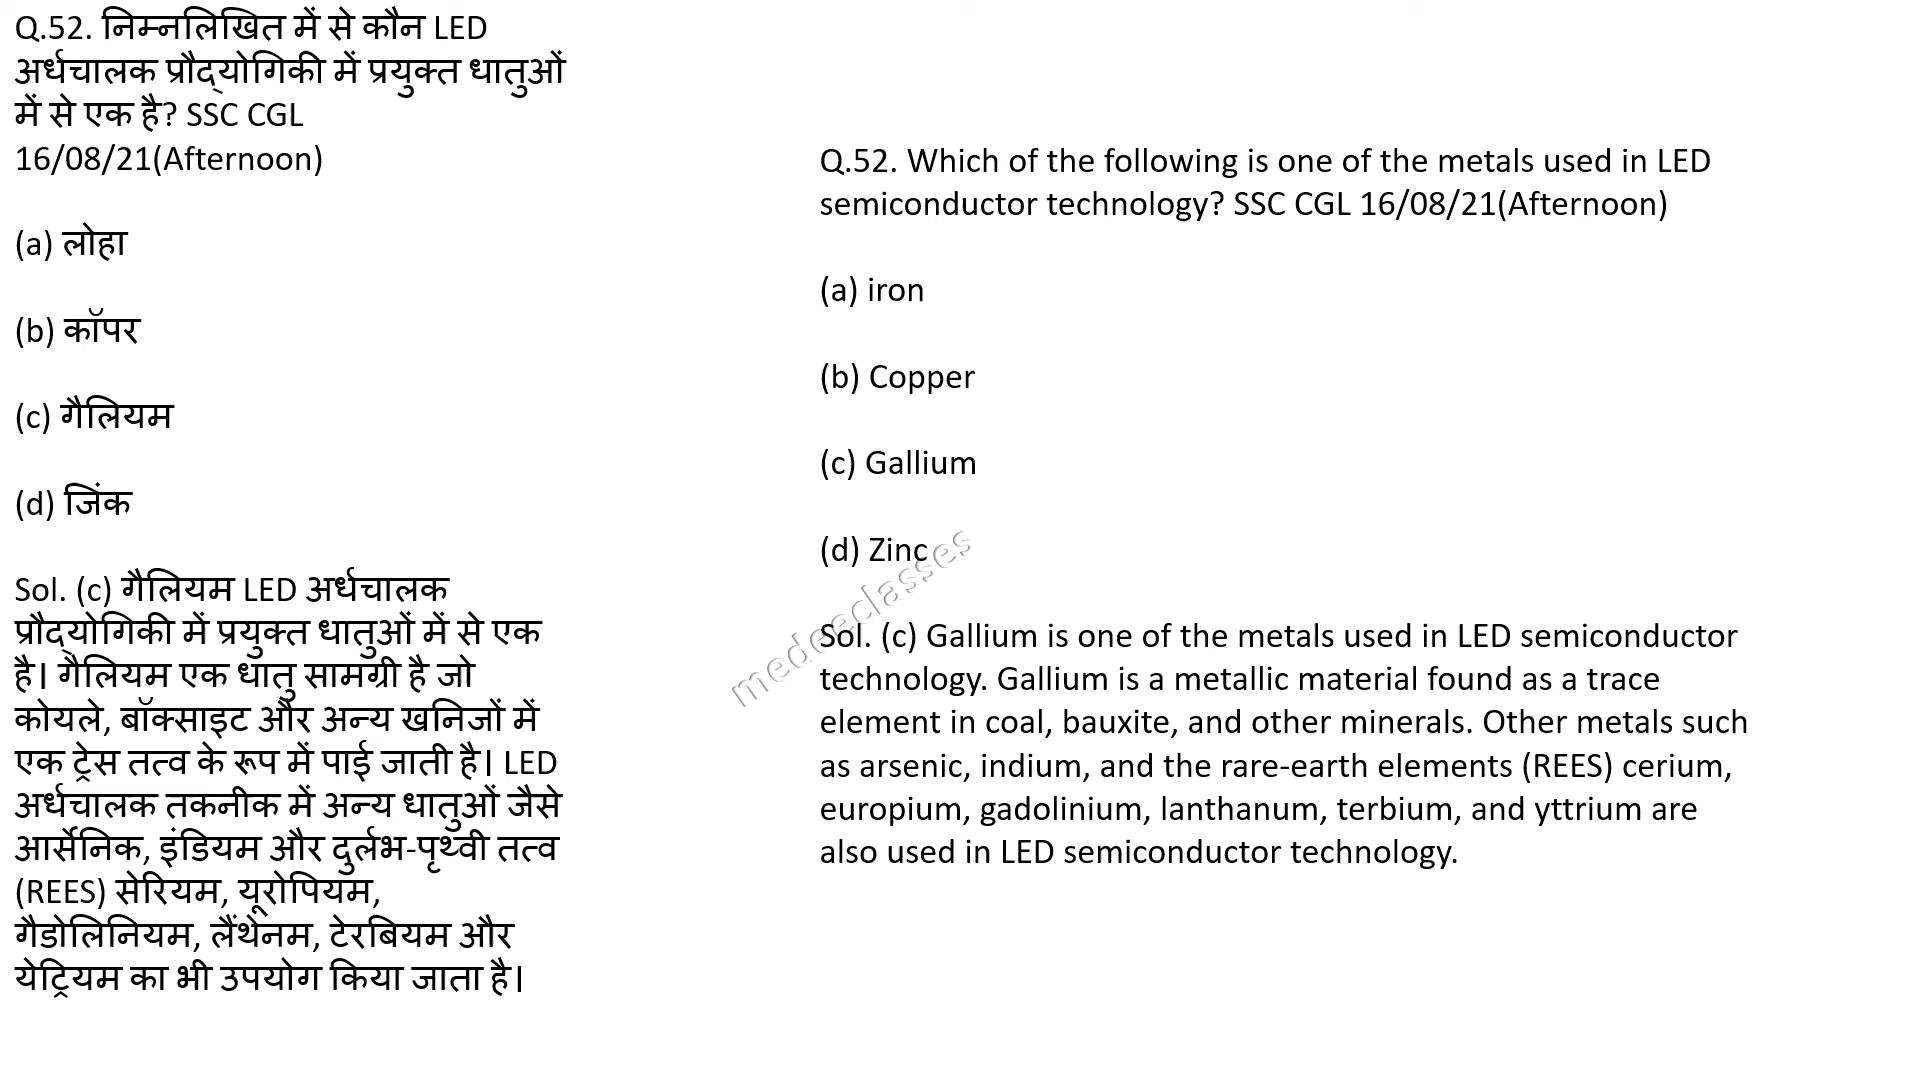 Q.52. निम्नलिखित में से कौन LED
अर्धचालक प्रौद्योगिकी में प्रयुक्त धातुओं
में से एक है? SSC CGL
16/08/21(Afternoon)
(a) लोहा
(b) कॉपर
(c) गैलियम
(d) जिंक
Sol. (c) गैलियम LED अर्धचालक
प्रौद्योगिकी में प्रयुक्त धातुओं में से एक
है। गैलियम एक धातु सामग्री है जो
कोयले, बॉक्साइट और अन्य खनिजों में
एक ट्रेस तत्व के रूप में पाई जाती है। LED
अर्धचालक तकनीक में अन्य धातुओं जैसे
आर्सेनिक, इंडियम और दुर्लभ-पृथ्वी तत्व
(REES) सेरियम, यूरोपियम,
गैडोलिनियम, लैंथेनम, टेरबियम और
येट्रियम का भी उपयोग किया जाता है।
Q.52. Which of the following is one of the metals used in LED
semiconductor technology? SSC CGL 16/08/21(Afternoon)
(a) iron
(b) Copper
(c) Gallium
(d) Zinc
Sol. (c) Gallium is one of the metals used in LED semiconductor
technology. Gallium is a metallic material found as a trace
element in coal, bauxite, and other minerals. Other metals such
as arsenic, indium, and the rare-earth elements (REES) cerium,
europium, gadolinium, lanthanum, terbium, and yttrium are
also used in LED semiconductor technology.
medeeclasses